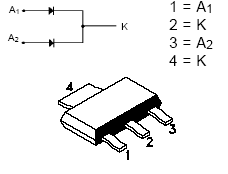 A1
A2
K
1 = A1
2 = K
3 = A2
4 = K
4
3
2
1